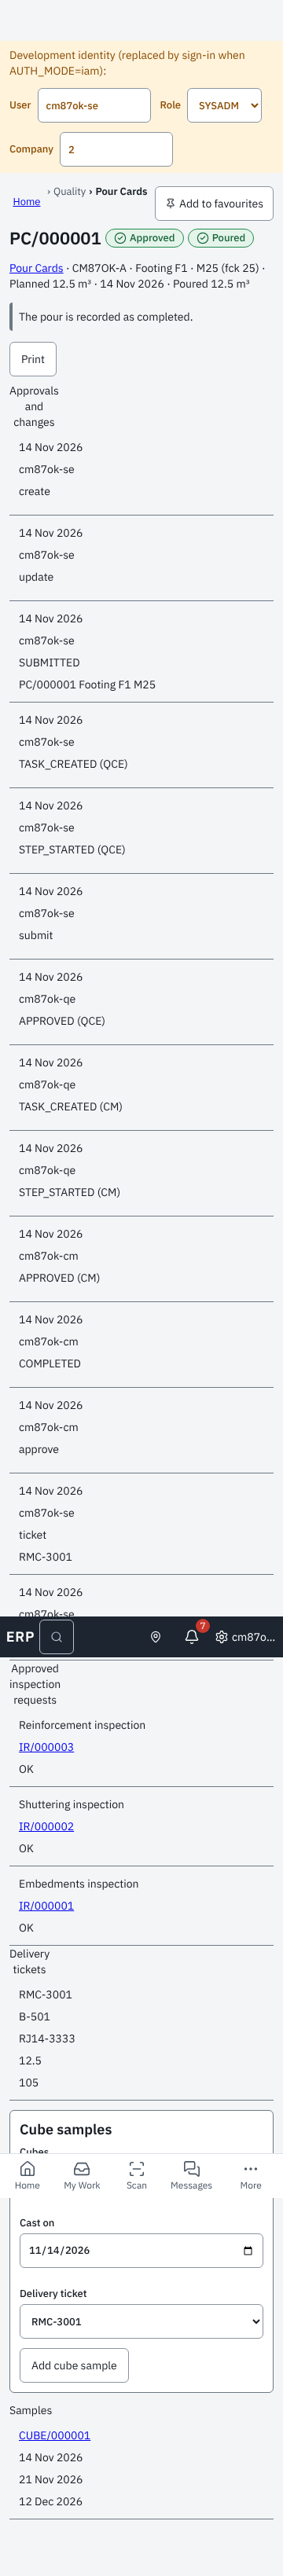 Development identity (replaced by sign-in when
AUTH_MODE=iam):
User cm87ok-se Role SYSADM
Company 2
Home › Quality › Pour Cards
Add to favourites
PC/000001 Approved Poured
Pour Cards · CM87OK-A · Footing F1 · M25 (fck 25) ·
Planned 12.5 m³ · 14 Nov 2026 · Poured 12.5 m³
The pour is recorded as completed.
Print
Approvals
and
changes
14 Nov 2026
cm87ok-se
create
14 Nov 2026
cm87ok-se
update
14 Nov 2026
cm87ok-se
SUBMITTED
PC/000001 Footing F1 M25
14 Nov 2026
cm87ok-se
TASK_CREATED (QCE)
14 Nov 2026
cm87ok-se
STEP_STARTED (QCE)
14 Nov 2026
cm87ok-se
submit
14 Nov 2026
cm87ok-qe
APPROVED (QCE)
14 Nov 2026
cm87ok-qe
TASK_CREATED (CM)
14 Nov 2026
cm87ok-qe
STEP_STARTED (CM)
14 Nov 2026
cm87ok-cm
APPROVED (CM)
14 Nov 2026
cm87ok-cm
COMPLETED
14 Nov 2026
cm87ok-cm
approve
14 Nov 2026
cm87ok-se
ticket
RMC-3001
14 Nov 2026
cm87ok-se
ERP 7 cm87o...
Approved
inspection
requests
Reinforcement inspection
IR/000003
OK
Shuttering inspection
IR/000002
OK
Embedments inspection
IR/000001
OK
Delivery
tickets
RMC-3001
B-501
RJ14-3333
12.5
105
Cube samples
Cubes
Home My Work Scan Messages More
Cast on
11/14/2026
Delivery ticket
RMC-3001
Add cube sample
Samples
CUBE/000001
14 Nov 2026
21 Nov 2026
12 Dec 2026